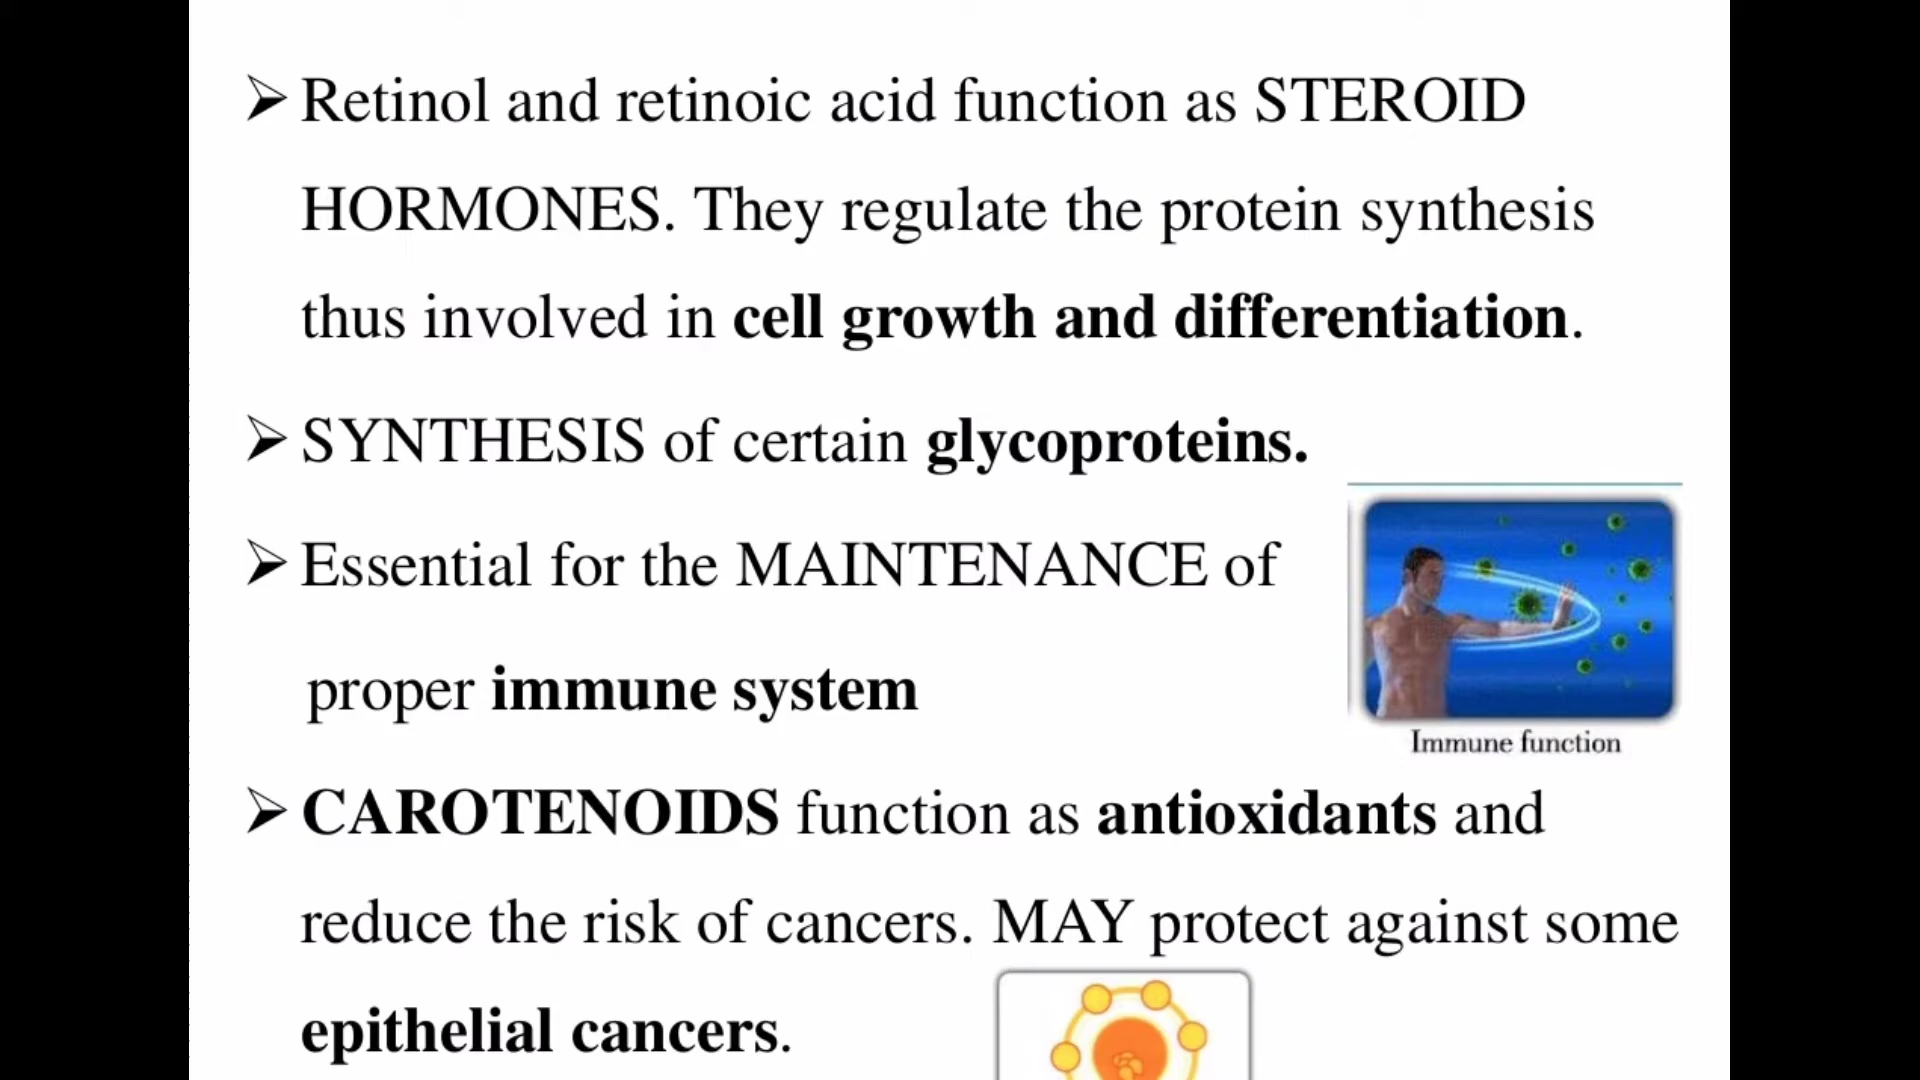 Retinol and retinoic acid function as STEROID
HORMONES. They regulate the protein synthesis
thus involved in cell growth and differentiation.
SYNTHESIS of certain glycoproteins.
Essential for the MAINTENANCE of
proper immune system
Immune function
CAROTENOIDS function as antioxidants and
reduce the risk of cancers. MAY protect against some
epithelial cancers.